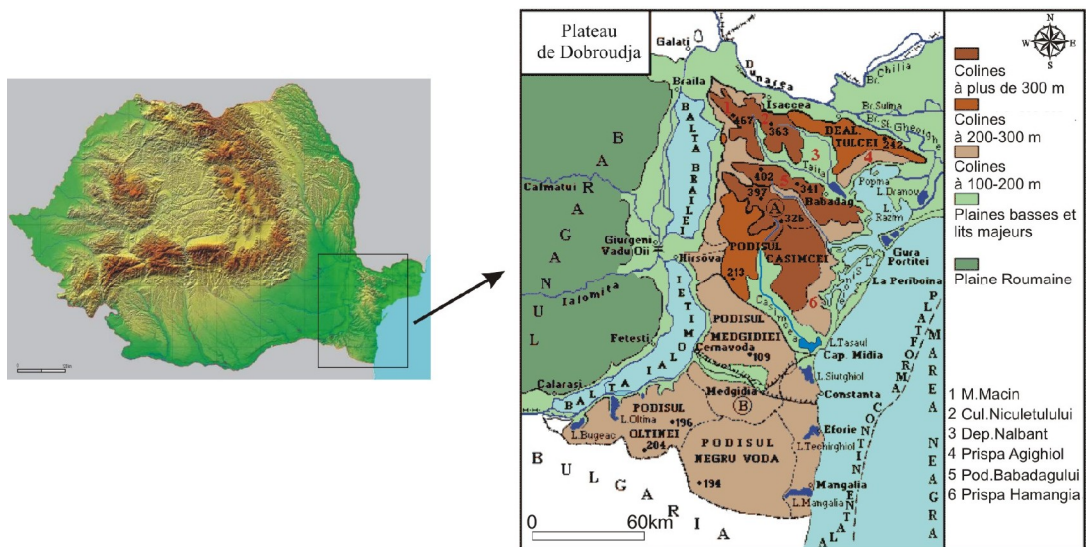 Plateau
de Dobroudja
Galati
Braila
Dunarea
Isaccea
Br. Chilia
Br. Sulina
Br. St. Gheorghe
BALTA BRAILEI
BARAGANUL
Calmatui
Ialomita
Giurgeni
Vadu Oii
Hirsova
Fetesti
Calarasi
BALTA IALOMITEI
Cernavoda
467
363
DEAL.
TULCEI
242
1
2
3
4
Taita
Popina
L. Dranov
L.
Razim
402
397
341
Babadag
5
A
326
PODISUL
CASIMCEI
213
6
Gura
Portitei
La Periboina
Casimcea
L. Tasaul
Cap. Midia
PODISUL
MEDGIDIEI
109
L. Siutghiol
Constanta
Medgidia
B
PODISUL
OLTINEI
L. Oltina
L. Bugeac
196
204
Eforie
L. Techirghiol
PODISUL
NEGRU VODA
194
Mangalia
L. Mangalia
BULGARIA
PLATFORMA
CONTINENTALA
MAREA NEAGRA
0 60km
N
W E
S
Colines
à plus de 300 m
Colines
à 200-300 m
Colines
à 100-200 m
Plaines basses et
lits majeurs
Plaine Roumaine
1 M.Macin
2 Cul.Niculetulului
3 Dep.Nalbant
4 Prispa Agighiol
5 Pod.Babadagului
6 Prispa Hamangia